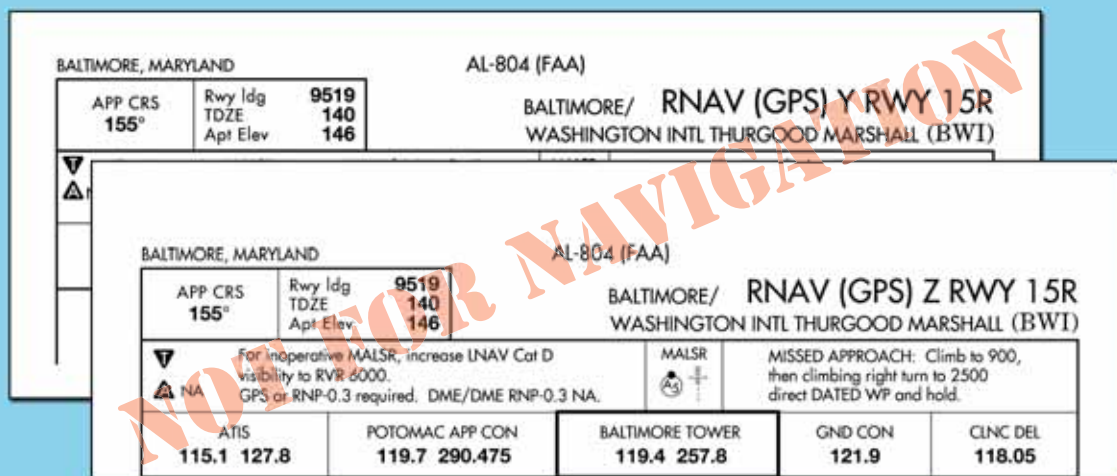 BALTIMORE, MARYLAND
AL-804 (FAA)
APP CRS
155°
Rwy ldg 9519
TDZE 140
Apt Elev 146
BALTIMORE/ RNAV (GPS) Y RWY 15R
WASHINGTON INTL THURGOOD MARSHALL (BWI)
T
A
BALTIMORE, MARYLAND
AL-804 (FAA)
APP CRS
155°
Rwy ldg 9519
TDZE 140
Apt Elev 146
BALTIMORE/ RNAV (GPS) Z RWY 15R
WASHINGTON INTL THURGOOD MARSHALL (BWI)
T
A NA
For inoperative MALSR, increase LNAV Cat D
visibility to RVR 6000.
GPS or RNP-0.3 required. DME/DME RNP-0.3 NA.
MALSR
A5
MISSED APPROACH: Climb to 900,
then climbing right turn to 2500
direct DATED WP and hold.
ATIS
115.1 127.8
POTOMAC APP CON
119.7 290.475
BALTIMORE TOWER
119.4 257.8
GND CON
121.9
CLNC DEL
118.05
NOT FOR NAVIGATION